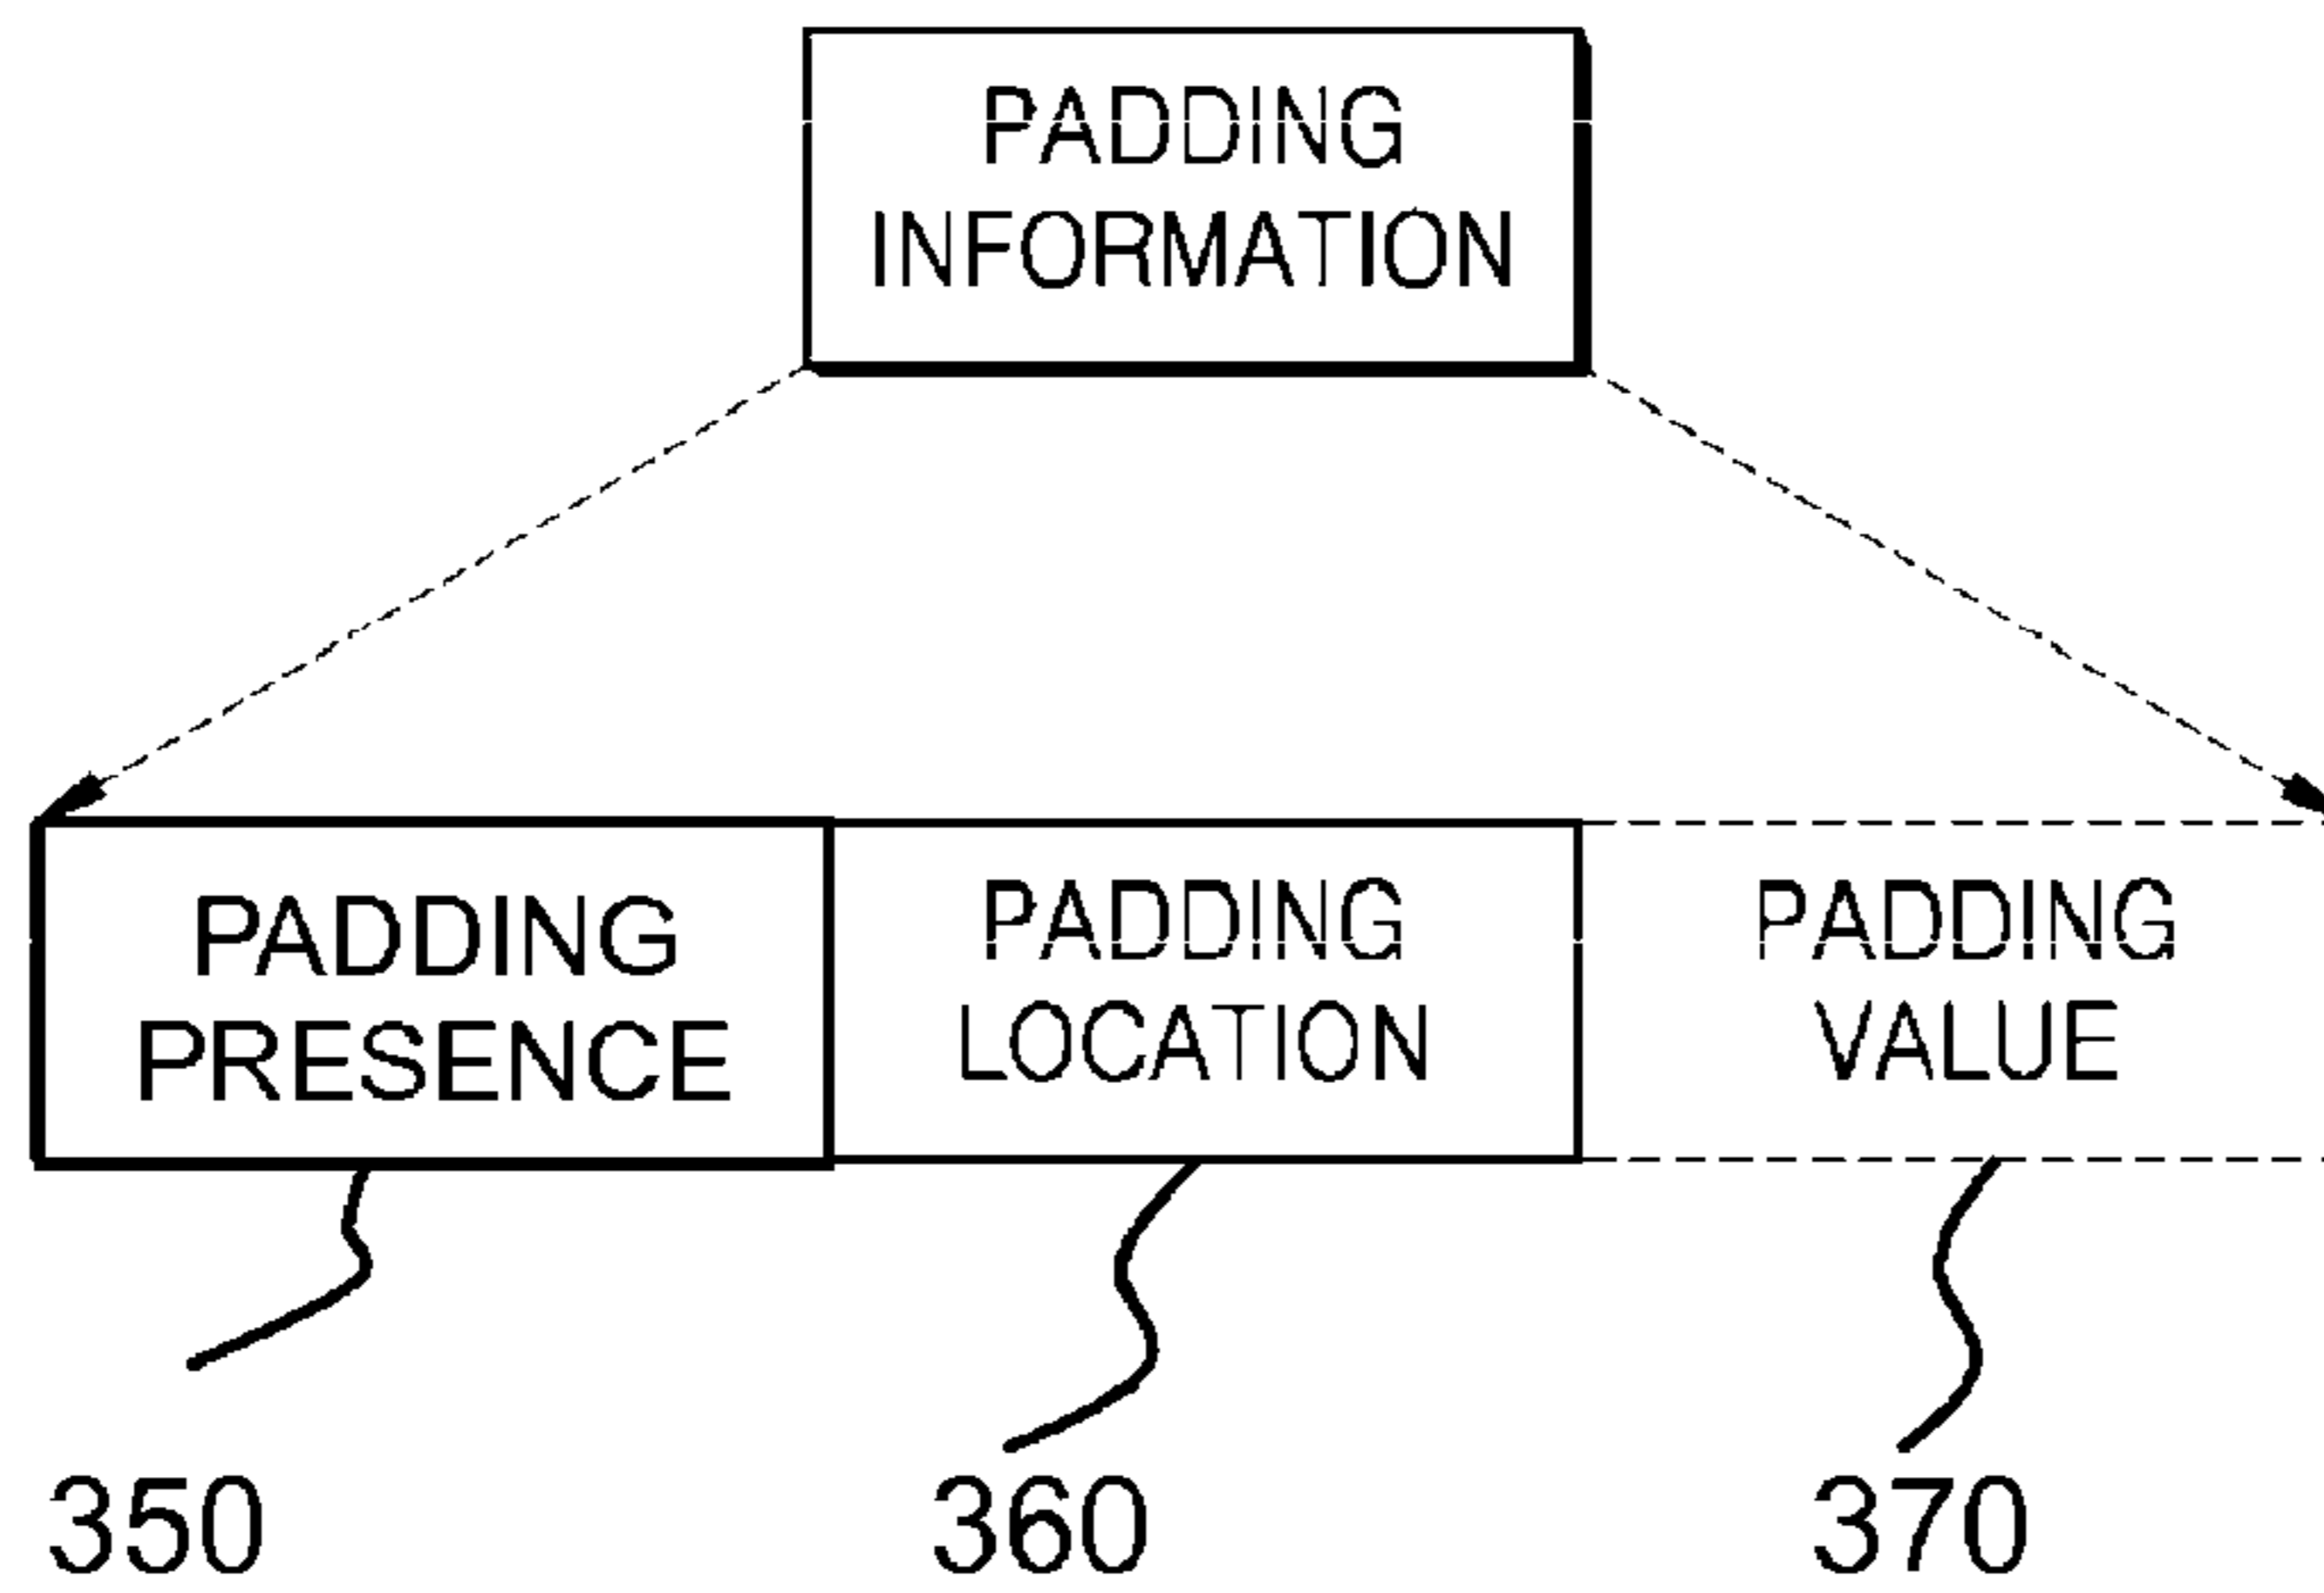 PADDING
INFORMATION
PADDING
PRESENCE
PADDING
LOCATION
PADDING
VALUE
350
360
370